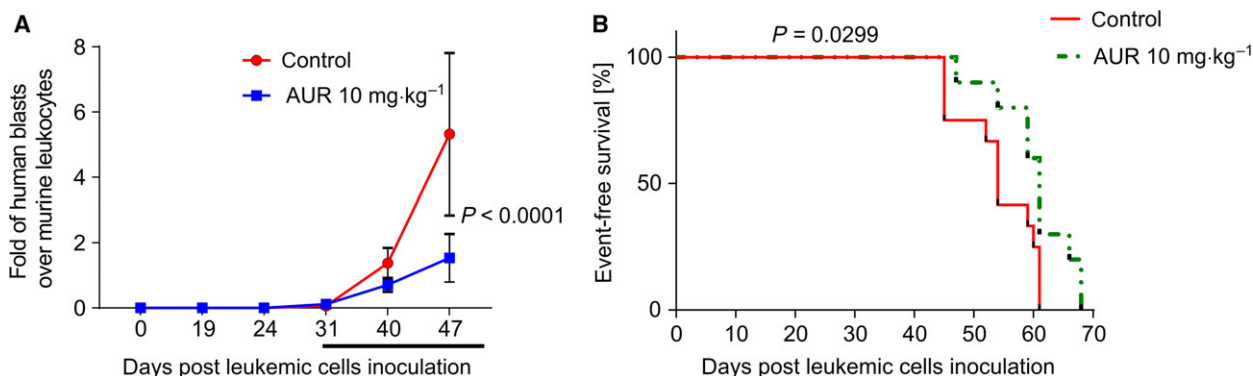 A
Fold of human blasts
over murine leukocytes
8
6
4
2
0
Control
AUR 10 mg·kg⁻¹
P < 0.0001
0 19 24 31 40 47
Days post leukemic cells inoculation
B
P = 0.0299
Control
AUR 10 mg·kg⁻¹
Event-free survival [%]
100
50
0
0 10 20 30 40 50 60 70
Days post leukemic cells inoculation